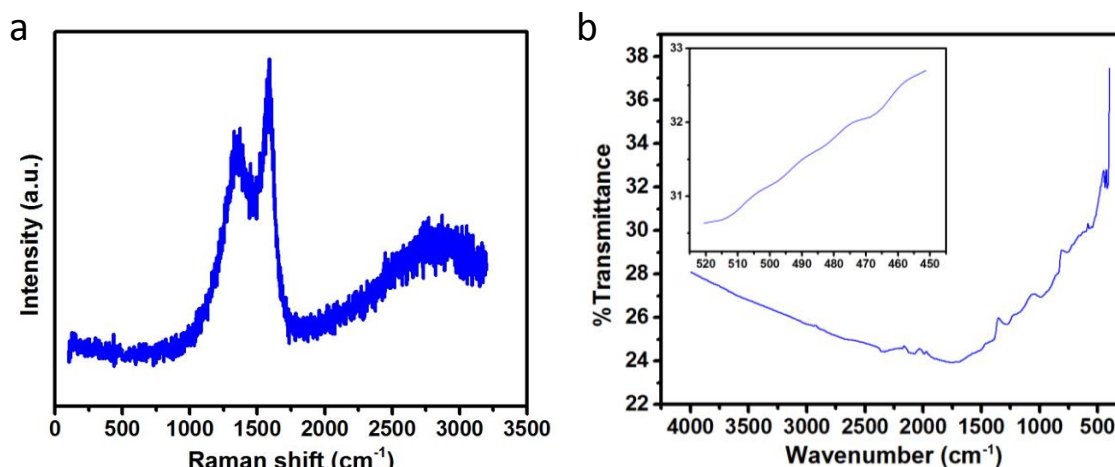 a
Intensity (a.u.)
0 500 1000 1500 2000 2500 3000 3500
Raman shift (cm-1)
b
% Transmittance
38
36
34
32
30
28
26
24
22
33
32
31
520 510 500 490 480 470 460 450
4000 3500 3000 2500 2000 1500 1000 500
Wavenumber (cm-1)